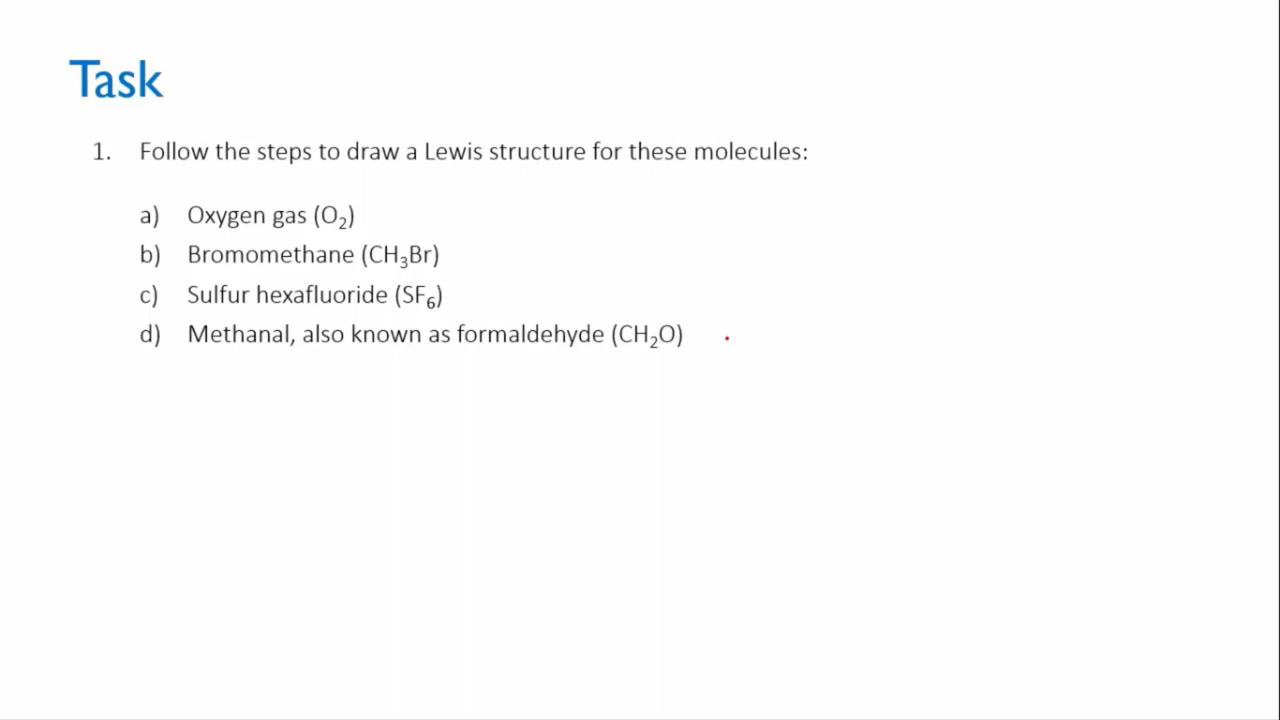 Task
1. Follow the steps to draw a Lewis structure for these molecules:
a) Oxygen gas (O₂)
b) Bromomethane (CH₃Br)
c) Sulfur hexafluoride (SF₆)
d) Methanal, also known as formaldehyde (CH₂O)